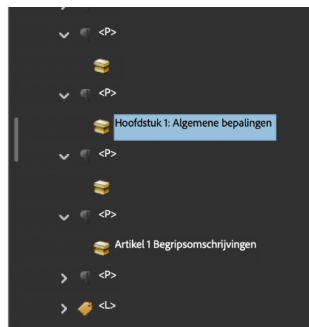 <P>
<P>
Hoofdstuk 1: Algemene bepalingen
<P>
<P>
Artikel 1 Begripsomschrijvingen
<P>
<L>